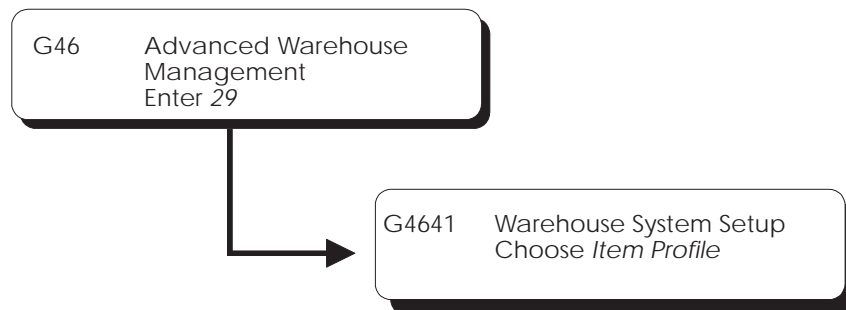 G46 Advanced Warehouse
Management
Enter 29
G4641 Warehouse System Setup
Choose Item Profile